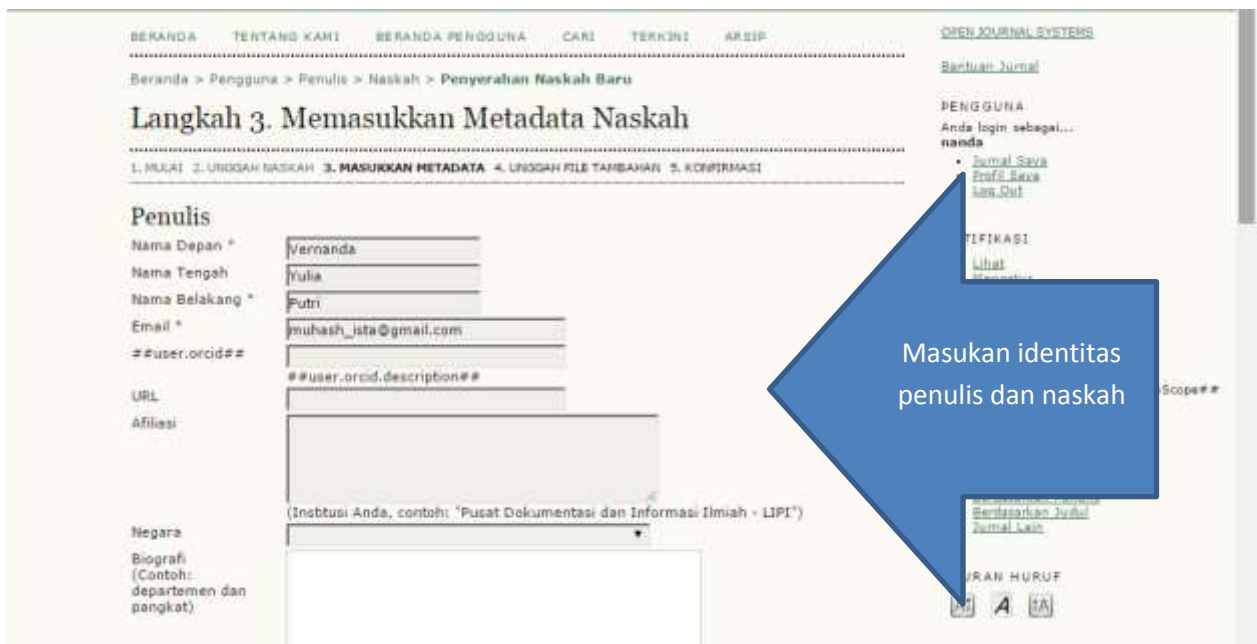 BERANDA TENTANG KAMI BERANDA PENGGUNA CARI TERKINI ARSIP
Beranda > Pengguna > Penulis > Naskah > Penyerahan Naskah Baru
Langkah 3. Memasukkan Metadata Naskah
1. MULAI 2. UNGGAH NASKAH 3. MASUKKAN METADATA 4. UNGGAH FILE TAMBAHAN 5. KONFIRMASI
Penulis
Nama Depan * Vernanda
Nama Tengah Yulia
Nama Belakang * Putri
Email * muhash_ista@gmail.com
##user.orcid##
##user.orcid.description##
URL
Afiliasi
(Institusi Anda, contoh: "Pusat Dokumentasi dan Informasi Ilmiah - LIPI")
Negara
Biografi
(Contoh:
departemen dan
pangkat)
OPEN JOURNAL SYSTEMS
Bantuan Jurnal
PENGGUNA
Anda login sebagai...
nanda
Jurnal Saya
Profil Saya
Log Out
TIFIKASI
Lihat
Masukan identitas
penulis dan naskah
Scope##
Berdasarkan Judul
Jurnal Lain
URAN HURUF
A